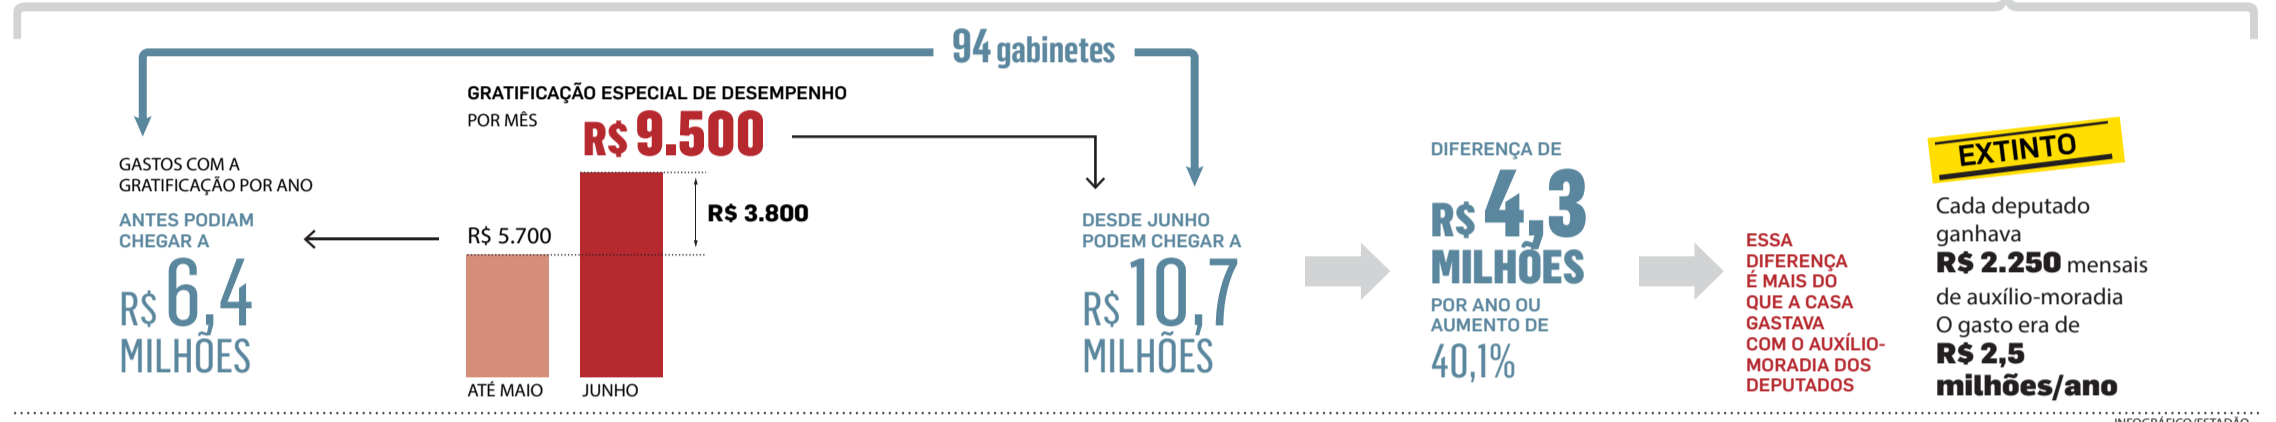 94 gabinetes
GASTOS COM A
GRATIFICAÇÃO POR ANO
ANTES PODIAM
CHEGAR A
R$ 6,4
MILHÕES
GRATIFICAÇÃO ESPECIAL DE DESEMPENHO
POR MÊS
R$ 9.500
R$ 3.800
R$ 5.700
ATÉ MAIO
JUNHO
DESDE JUNHO
PODEM CHEGAR A
R$ 10,7
MILHÕES
DIFERENÇA DE
R$ 4,3
MILHÕES
POR ANO OU
AUMENTO DE
40,1%
ESSA
DIFERENÇA
É MAIS DO
QUE A CASA
GASTAVA
COM O AUXÍLIO-
MORADIA DOS
DEPUTADOS
EXTINTO
Cada deputado
ganhava
R$ 2.250 mensais
de auxílio-moradia
O gasto era de
R$ 2,5
milhões/ano
INFOGRÁFICO/ESTADÃO